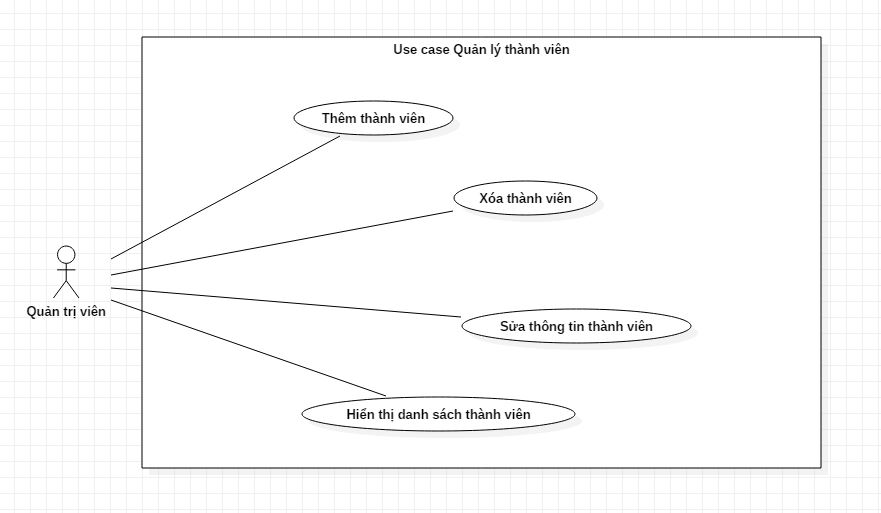 Use case Quản lý thành viên
Thêm thành viên
Xóa thành viên
Quản trị viên
Sửa thông tin thành viên
Hiển thị danh sách thành viên